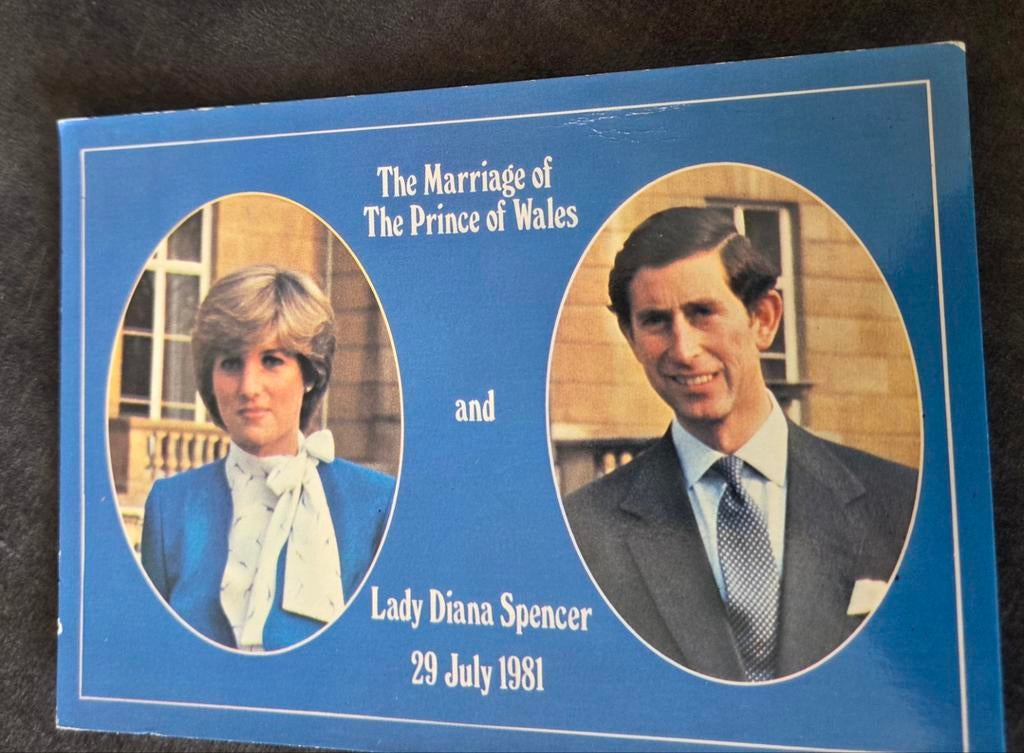 The Marriage of
The Prince of Wales
and
Lady Diana Spencer
29 July 1981